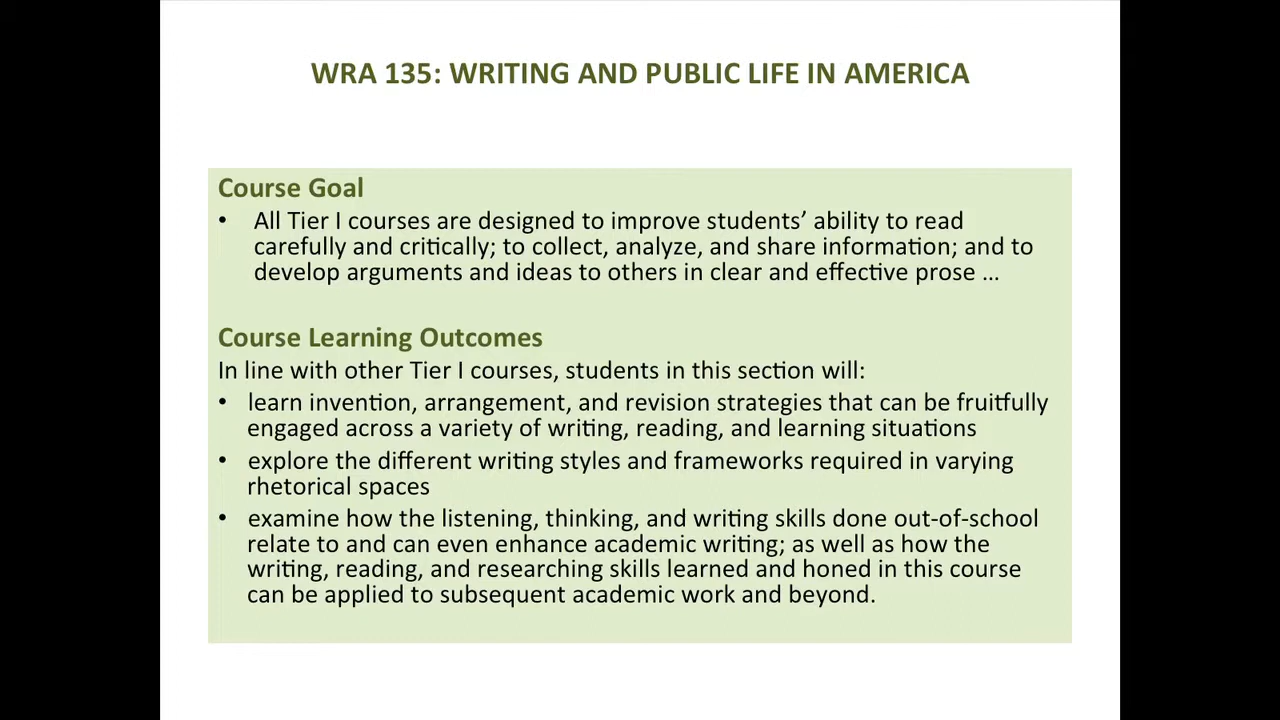 WRA 135: WRITING AND PUBLIC LIFE IN AMERICA
Course Goal
• All Tier I courses are designed to improve students’ ability to read
carefully and critically; to collect, analyze, and share information; and to
develop arguments and ideas to others in clear and effective prose …
Course Learning Outcomes
In line with other Tier I courses, students in this section will:
• learn invention, arrangement, and revision strategies that can be fruitfully
engaged across a variety of writing, reading, and learning situations
• explore the different writing styles and frameworks required in varying
rhetorical spaces
• examine how the listening, thinking, and writing skills done out-of-school
relate to and can even enhance academic writing; as well as how the
writing, reading, and researching skills learned and honed in this course
can be applied to subsequent academic work and beyond.